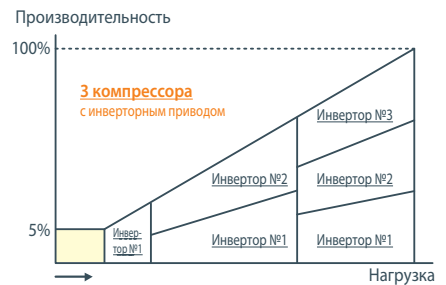 Производительность
100%
3 компрессора
с инверторным приводом
Инвертор №3
Инвертор №2
Инвертор №2
5%
Инвер-
тор №1
Инвертор №1
Инвертор №1
Нагрузка